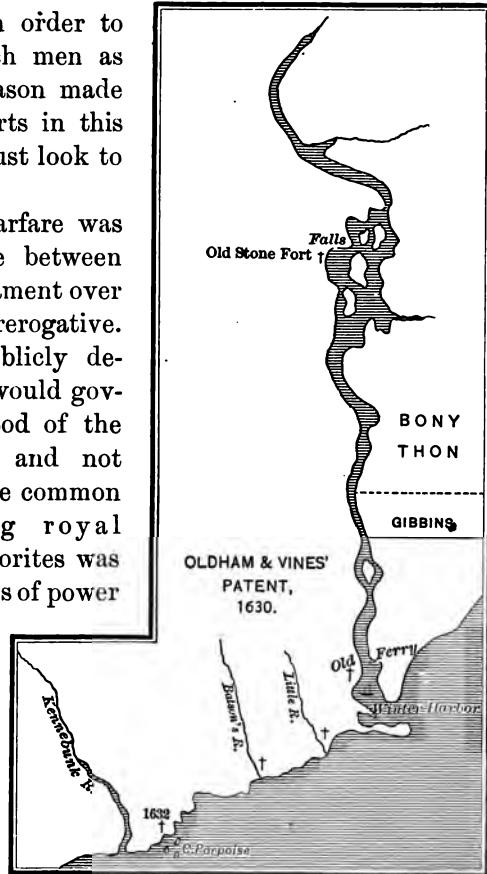 n order to
ch men as
ason made
rts in this
ust look to
arfare was
e between
tment over
rerogative.
blicly de-
would gov-
od of the
and not
e common
g royal
orites was
s of power
Falls
Old Stone Fort †
BONY
THON
GIBBINS
OLDHAM & VINES'
PATENT,
1630.
Old Ferry
†
Winter Harbor
Little R.
†
Batson's R.
†
Kennebunk R.
1632
†
C. Porpoise